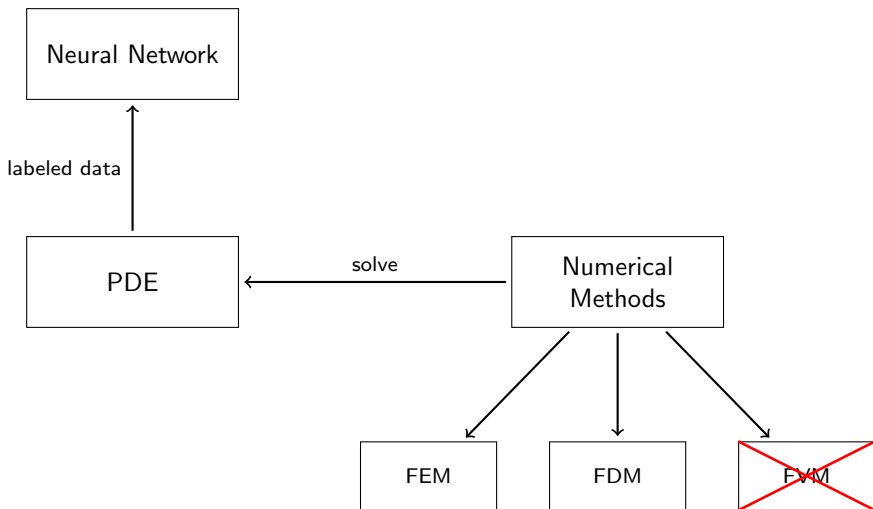 Neural Network
labeled data
PDE
solve
Numerical
Methods
FEM
FDM
FVM